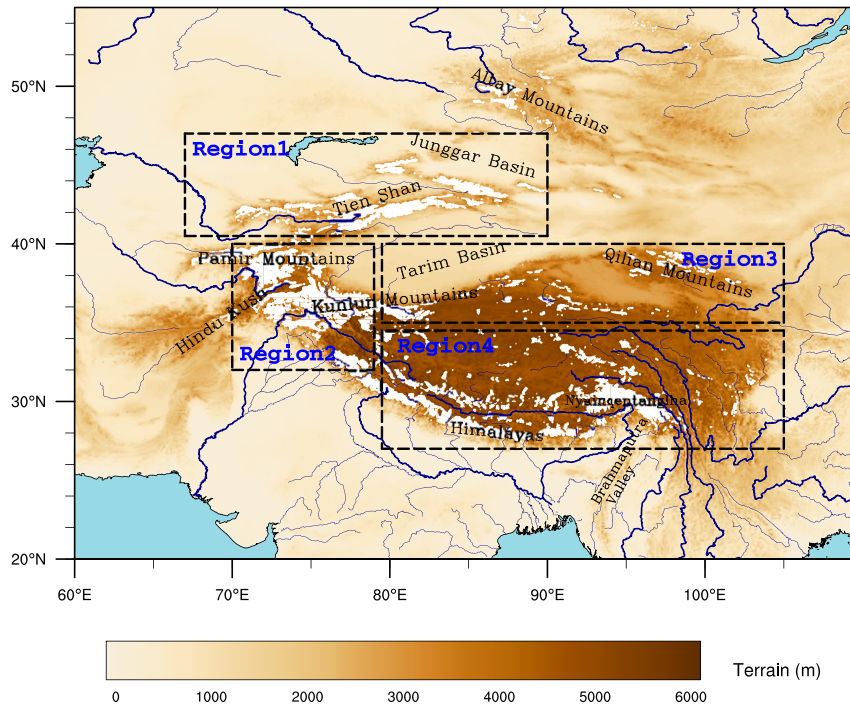 50°N
Altay Mountains
Region1
Junggar Basin
Tien Shan
40°N
Pamir Mountains
Tarim Basin
Qilian Mountains
Region3
Kunlun Mountains
Hindu Kush
Region2
Region4
30°N
Nyainqentanglha
Himalayas
Brahmaputra
Valley
20°N
60°E
70°E
80°E
90°E
100°E
Terrain (m)
0
1000
2000
3000
4000
5000
6000